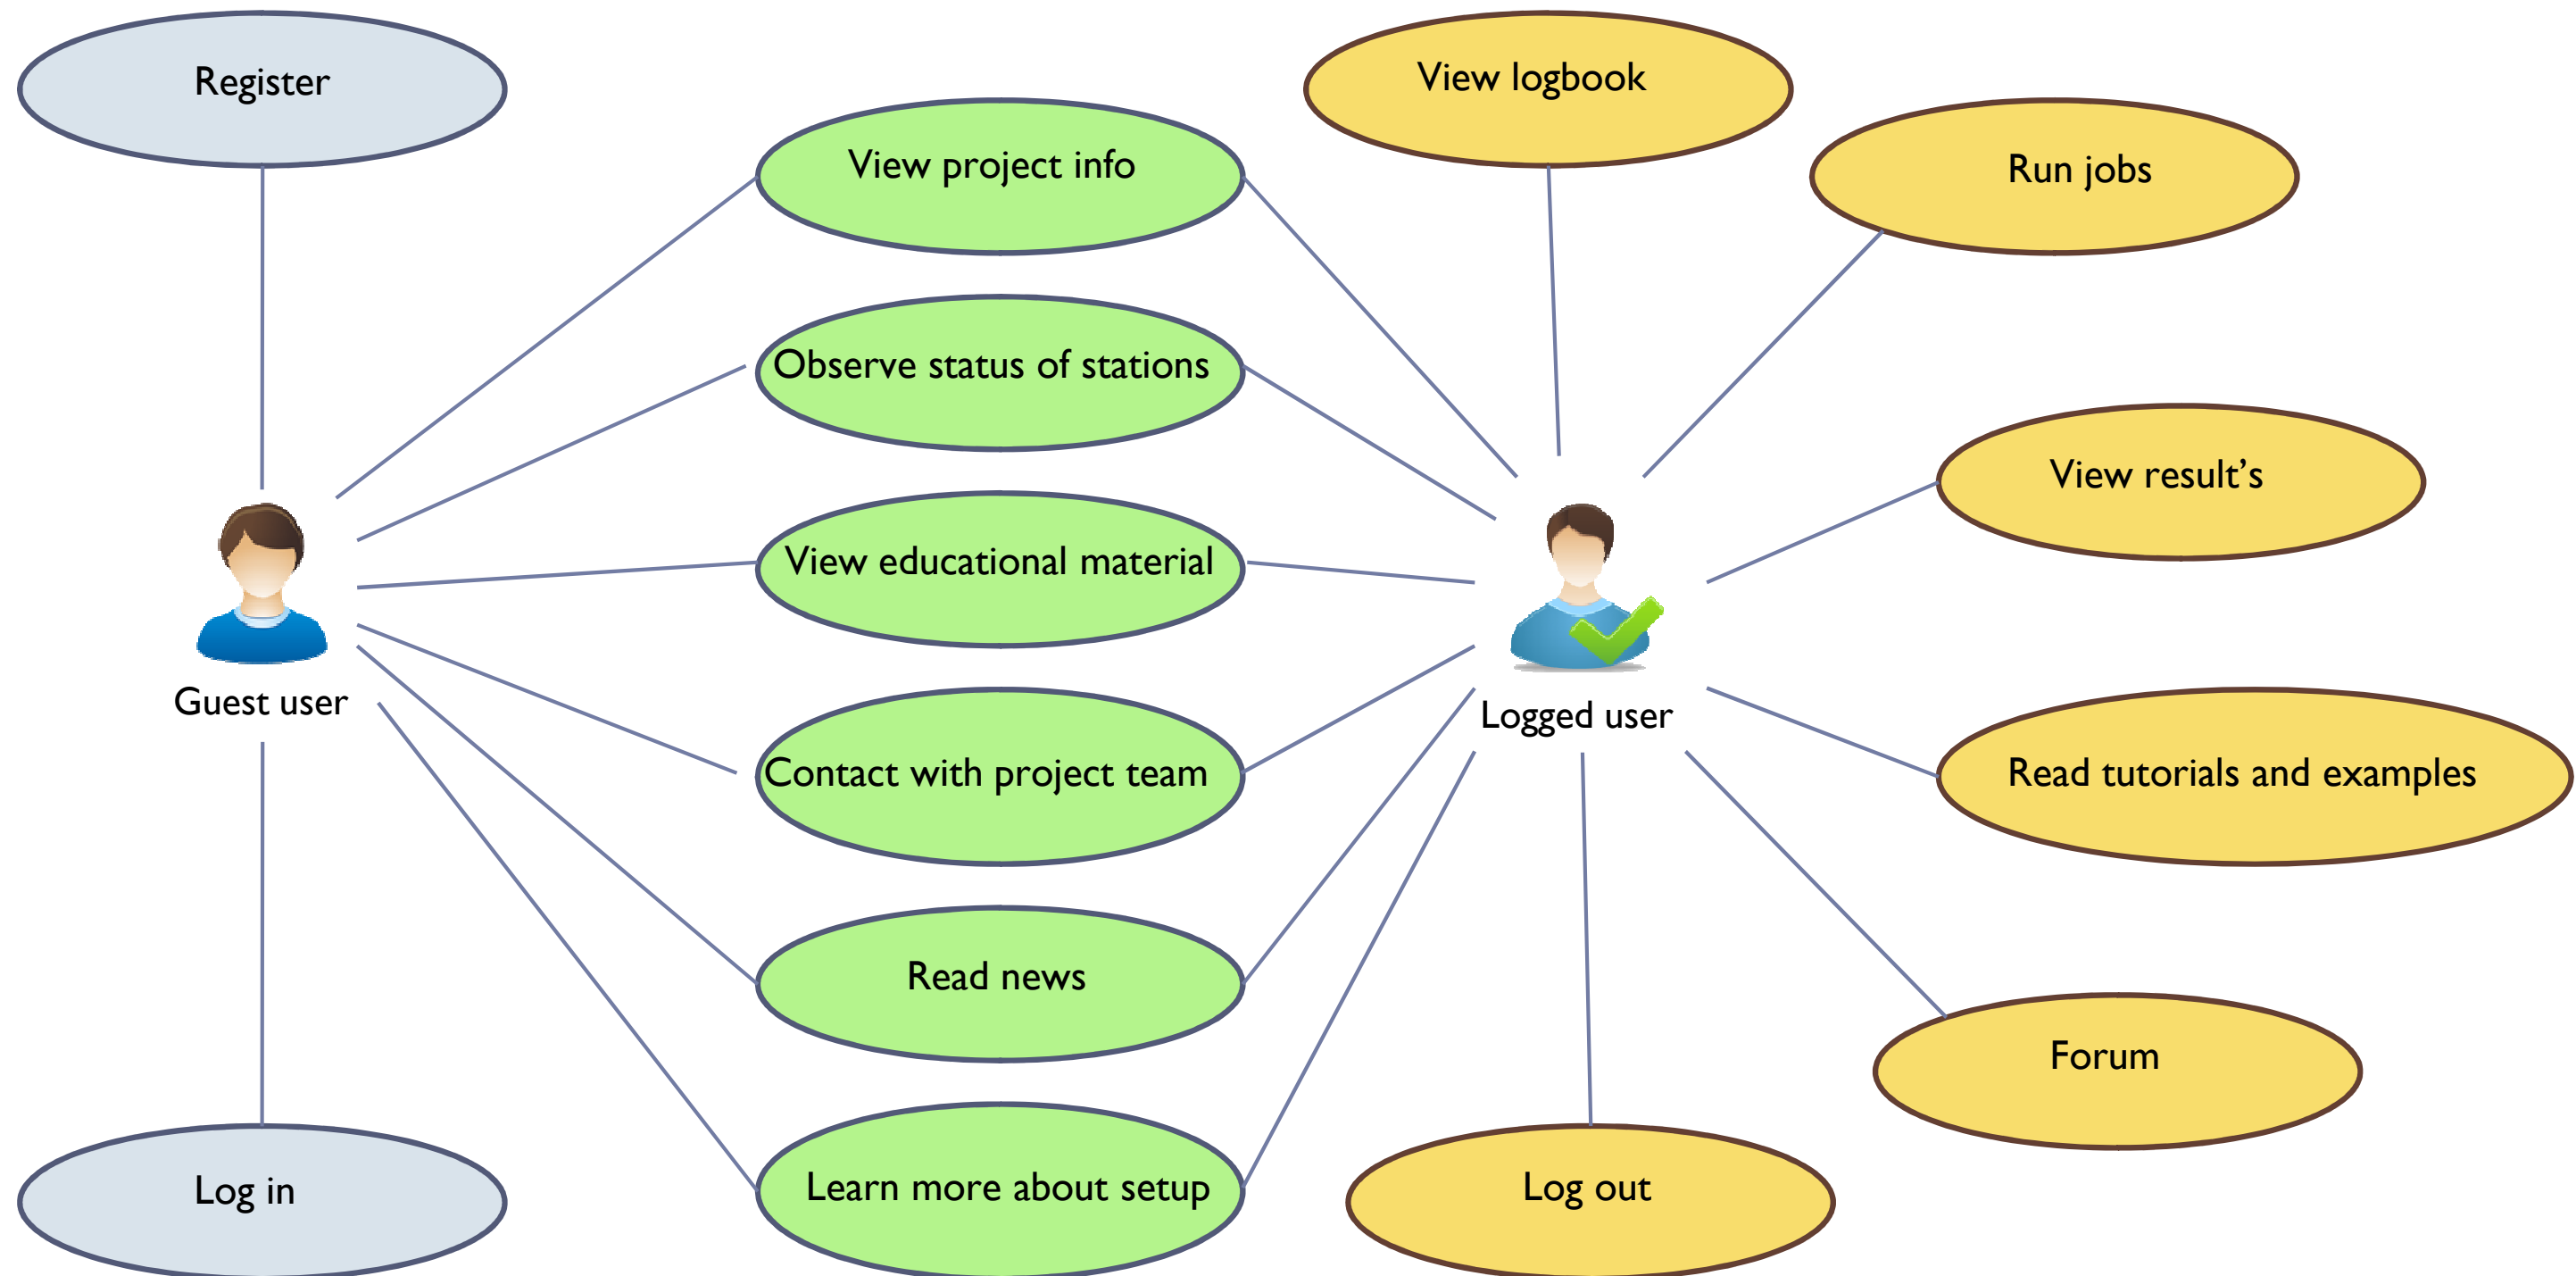 Register
View logbook
View project info
Run jobs
Observe status of stations
View result’s
View educational material
Guest user
Logged user
Contact with project team
Read tutorials and examples
Read news
Forum
Learn more about setup
Log in
Log out